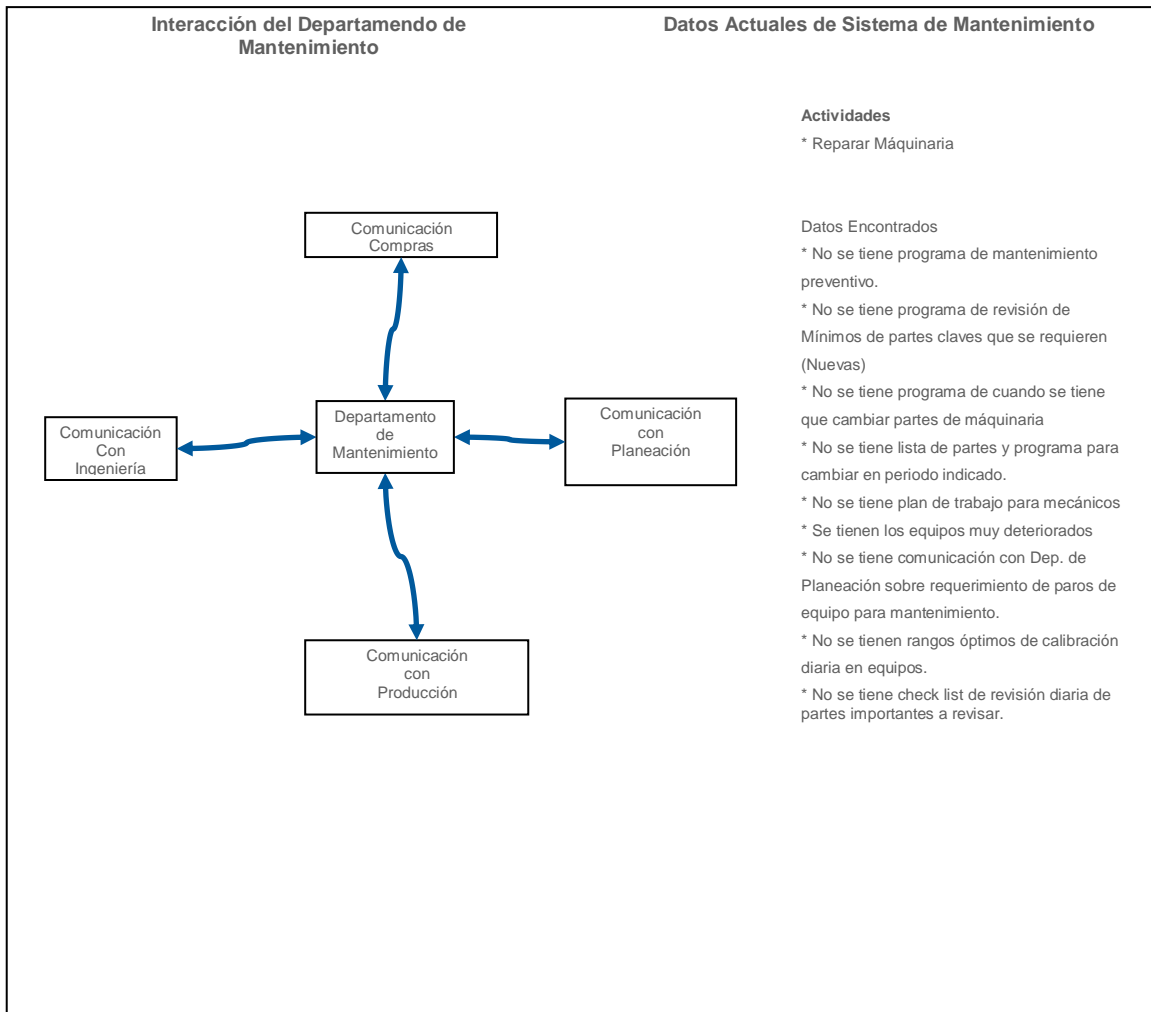 Interacción del Departamendo de
Mantenimiento
Datos Actuales de Sistema de Mantenimiento
Actividades
* Reparar Máquinaria
Comunicación
Compras
Comunicación
Con
Ingeniería
Departamento
de
Mantenimiento
Comunicación
con
Planeación
Comunicación
con
Producción
Datos Encontrados
* No se tiene programa de mantenimiento
preventivo.
* No se tiene programa de revisión de
Mínimos de partes claves que se requieren
(Nuevas)
* No se tiene programa de cuando se tiene
que cambiar partes de máquinaria
* No se tiene lista de partes y programa para
cambiar en periodo indicado.
* No se tiene plan de trabajo para mecánicos
* Se tienen los equipos muy deteriorados
* No se tiene comunicación con Dep. de
Planeación sobre requerimiento de paros de
equipo para mantenimiento.
* No se tienen rangos óptimos de calibración
diaria en equipos.
* No se tiene check list de revisión diaria de
partes importantes a revisar.